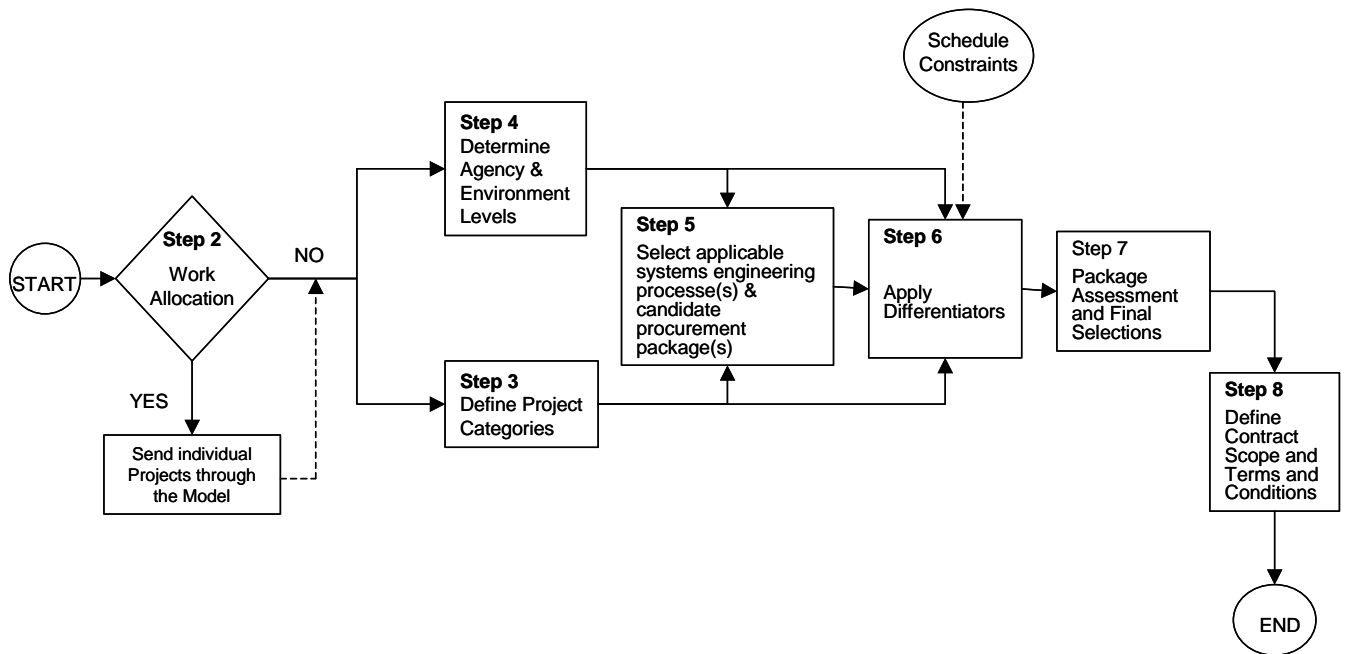 Schedule
Constraints
Step 4
Determine
Agency &
Environment
Levels
START
Step 2
Work
Allocation
NO
YES
Send individual
Projects through
the Model
Step 3
Define Project
Categories
Step 5
Select applicable
systems engineering
processe(s) &
candidate
procurement
package(s)
Step 6
Apply
Differentiators
Step 7
Package
Assessment
and Final
Selections
Step 8
Define
Contract
Scope and
Terms and
Conditions
END